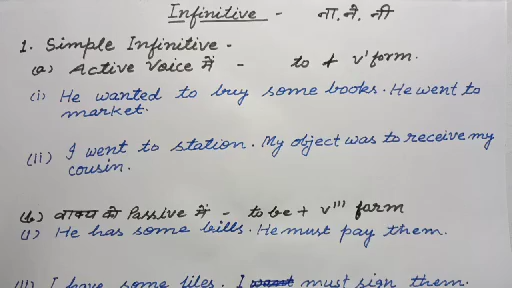 Infinitive - ना. ने. नी
1. Simple Infinitive -
(a) Active Voice में - to + v' form.
(i) He wanted to buy some books. He went to
market.
(ii) I went to station. My object was to receive my
cousin.
(b) वाक्य को Passive में - to be + v''' form
(i) He has some bills. He must pay them.
(ii) I have some files. I must sign them.